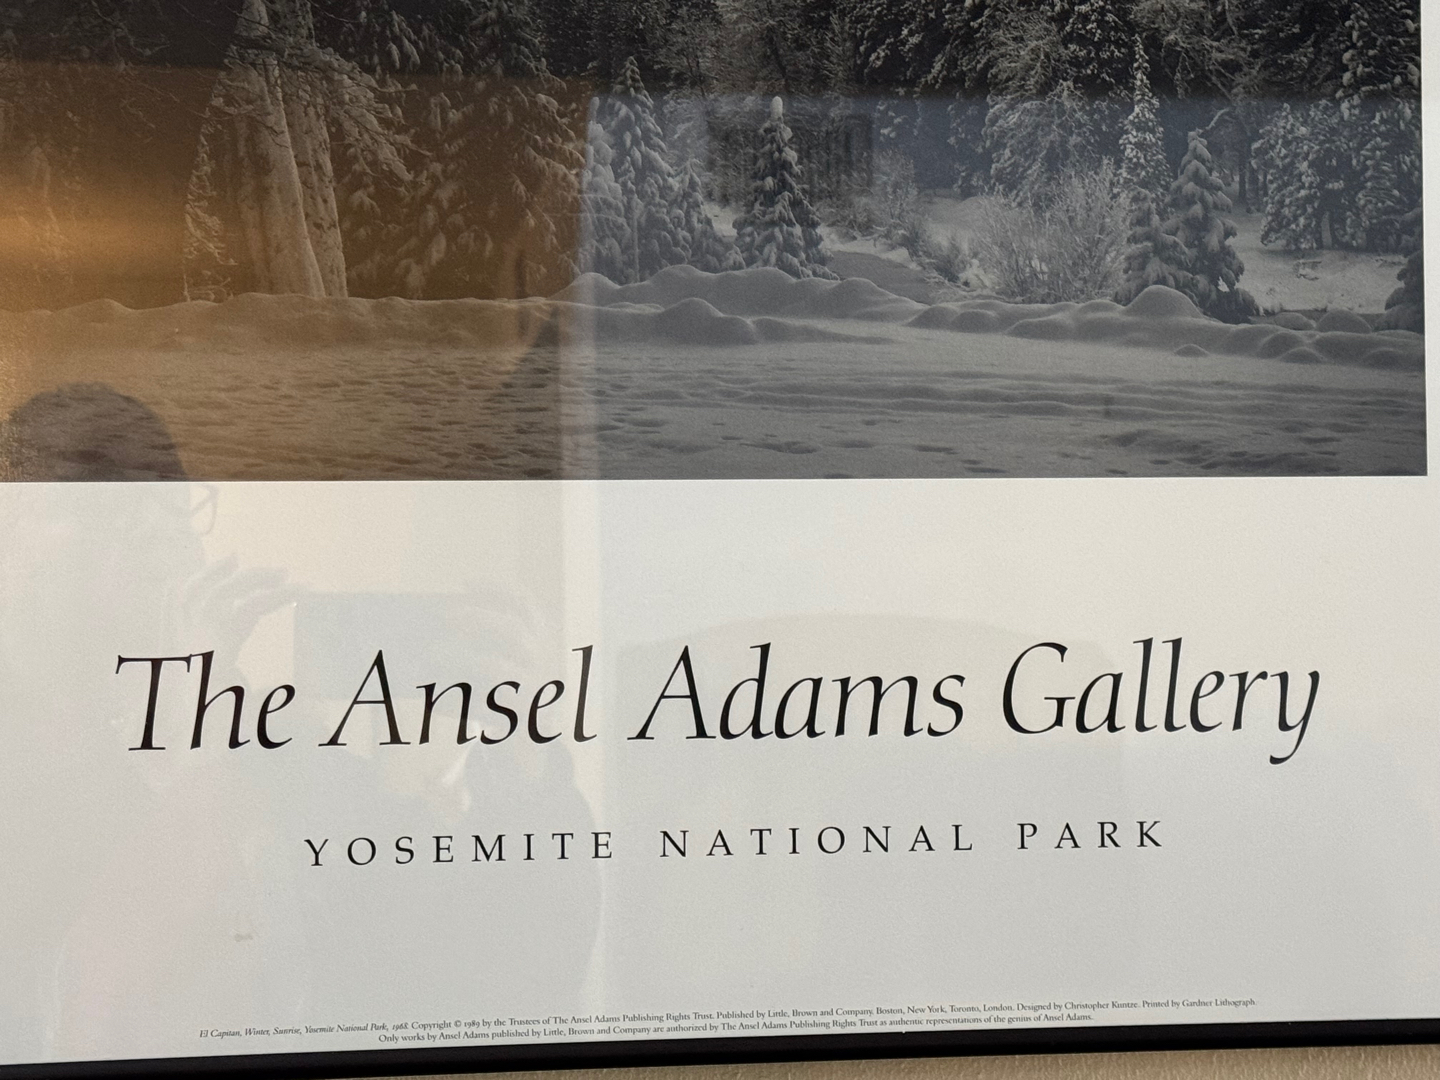 The Ansel Adams Gallery
YOSEMITE NATIONAL PARK
El Capitan, Winter, Sunrise, Yosemite National Park, 1968. Copyright © 1989 by the Trustees of The Ansel Adams Publishing Rights Trust. Published by Little, Brown and Company. Boston, New York, Toronto, London. Designed by Christopher Kuntze. Printed by Gardner Lithograph.
Only works by Ansel Adams published by Little, Brown and Company are authorized by The Ansel Adams Publishing Rights Trust as authentic representations of the genius of Ansel Adams.